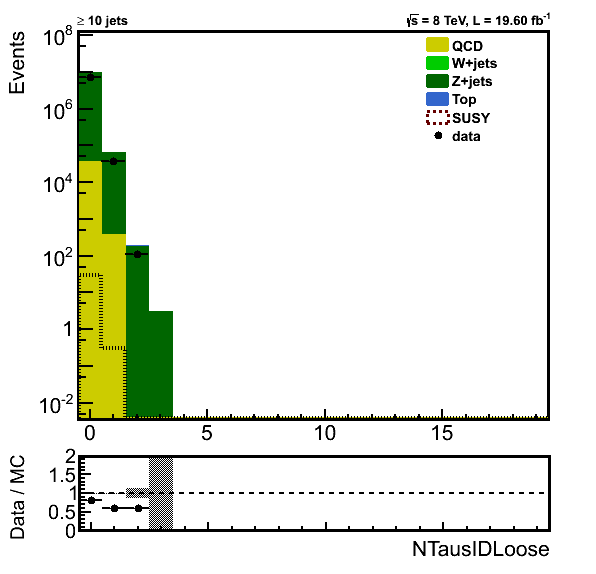 ≥ 10 jets
√s = 8 TeV, L = 19.60 fb⁻¹
Events
10⁸
10⁶
10⁴
10²
1
10⁻²
QCD
W+jets
Z+jets
Top
SUSY
data
0 5 10 15
Data / MC
2
1.5
1
0.5
0
NTausIDLoose